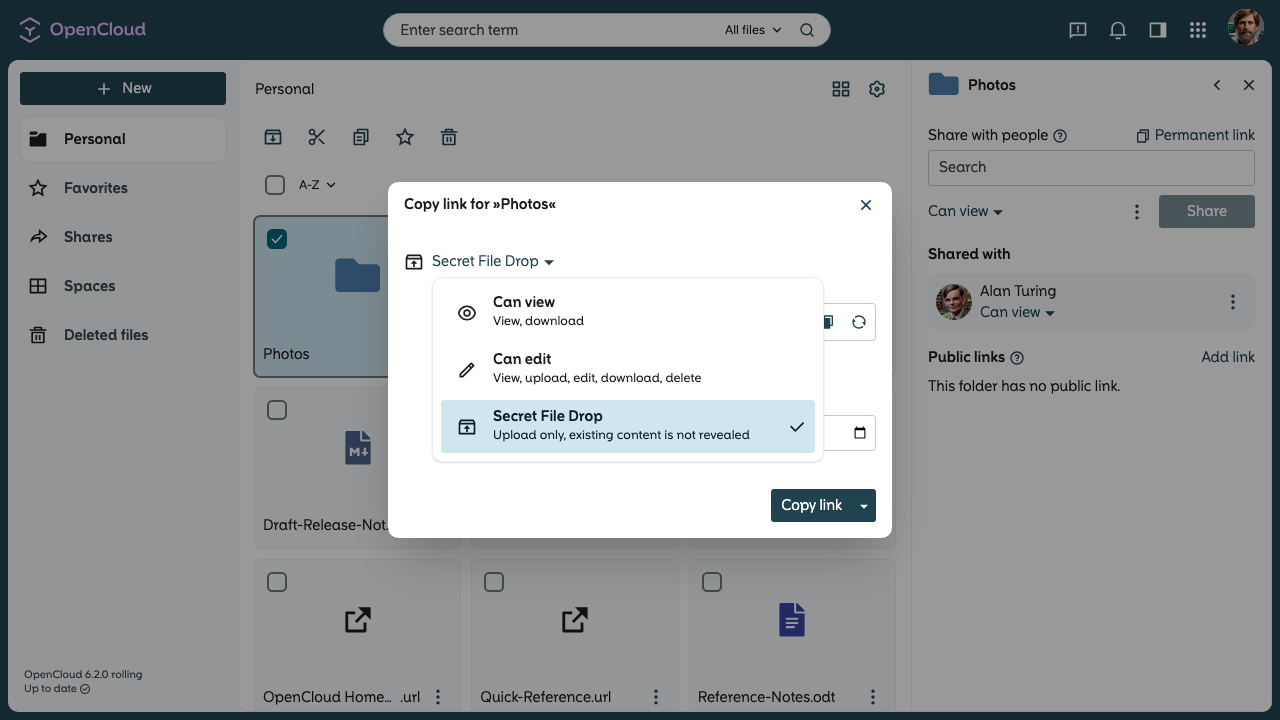 OpenCloud
Enter search term
All files
New
Personal
Favorites
Shares
Spaces
Deleted files
OpenCloud 6.2.0 rolling
Up to date
Personal
A-Z
Photos
Draft-Release-Not
OpenCloud Home… .url
Quick-Reference.url
Reference-Notes.odt
Copy link for »Photos«
Secret File Drop
Can view
View, download
Can edit
View, upload, edit, download, delete
Secret File Drop
Upload only, existing content is not revealed
Copy link
Photos
Share with people
Permanent link
Search
Can view
Share
Shared with
Alan Turing
Can view
Public links
Add link
This folder has no public link.